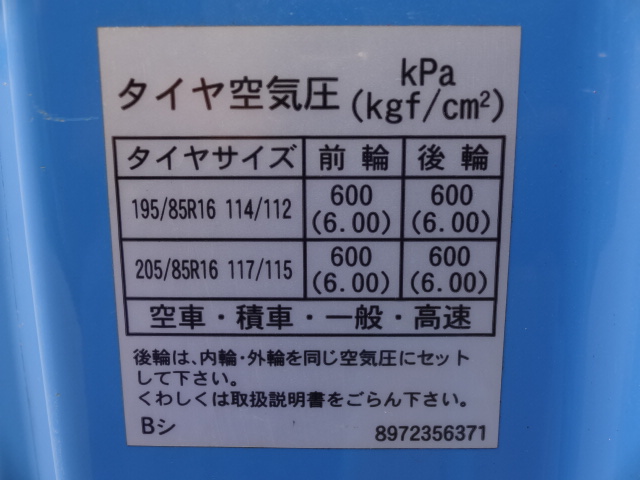 タイヤ空気圧 kPa
(kgf/cm²)
タイヤサイズ 前輪 後輪
195/85R16 114/112 600 (6.00) 600 (6.00)
205/85R16 117/115 600 (6.00) 600 (6.00)
空車・積車・一般・高速
後輪は、内輪・外輪を同じ空気圧にセット
して下さい。
くわしくは取扱説明書をごらん下さい。
Bシ 8972356371